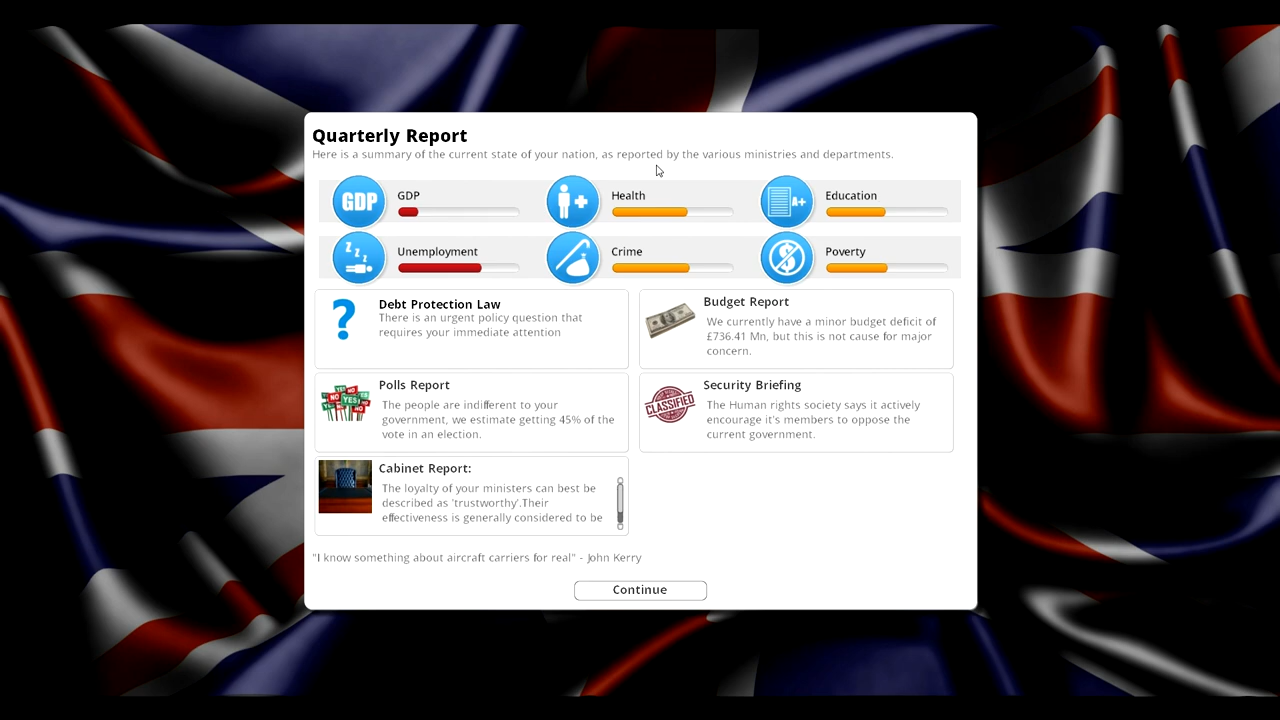 Quarterly Report
Here is a summary of the current state of your nation, as reported by the various ministries and departments.
GDP
GDP
Health
A+
Education
Z Z Z
Unemployment
Crime
$
Poverty
?
Debt Protection Law
There is an urgent policy question that
requires your immediate attention
Budget Report
We currently have a minor budget deficit of
£736.41 Mn, but this is not cause for major
concern.
NO
YES
NO
Polls Report
The people are indifferent to your
government, we estimate getting 45% of the
vote in an election.
CLASSIFIED
Security Briefing
The Human rights society says it actively
encourage it's members to oppose the
current government.
Cabinet Report:
The loyalty of your ministers can best be
described as 'trustworthy'.Their
effectiveness is generally considered to be
"I know something about aircraft carriers for real" - John Kerry
Continue